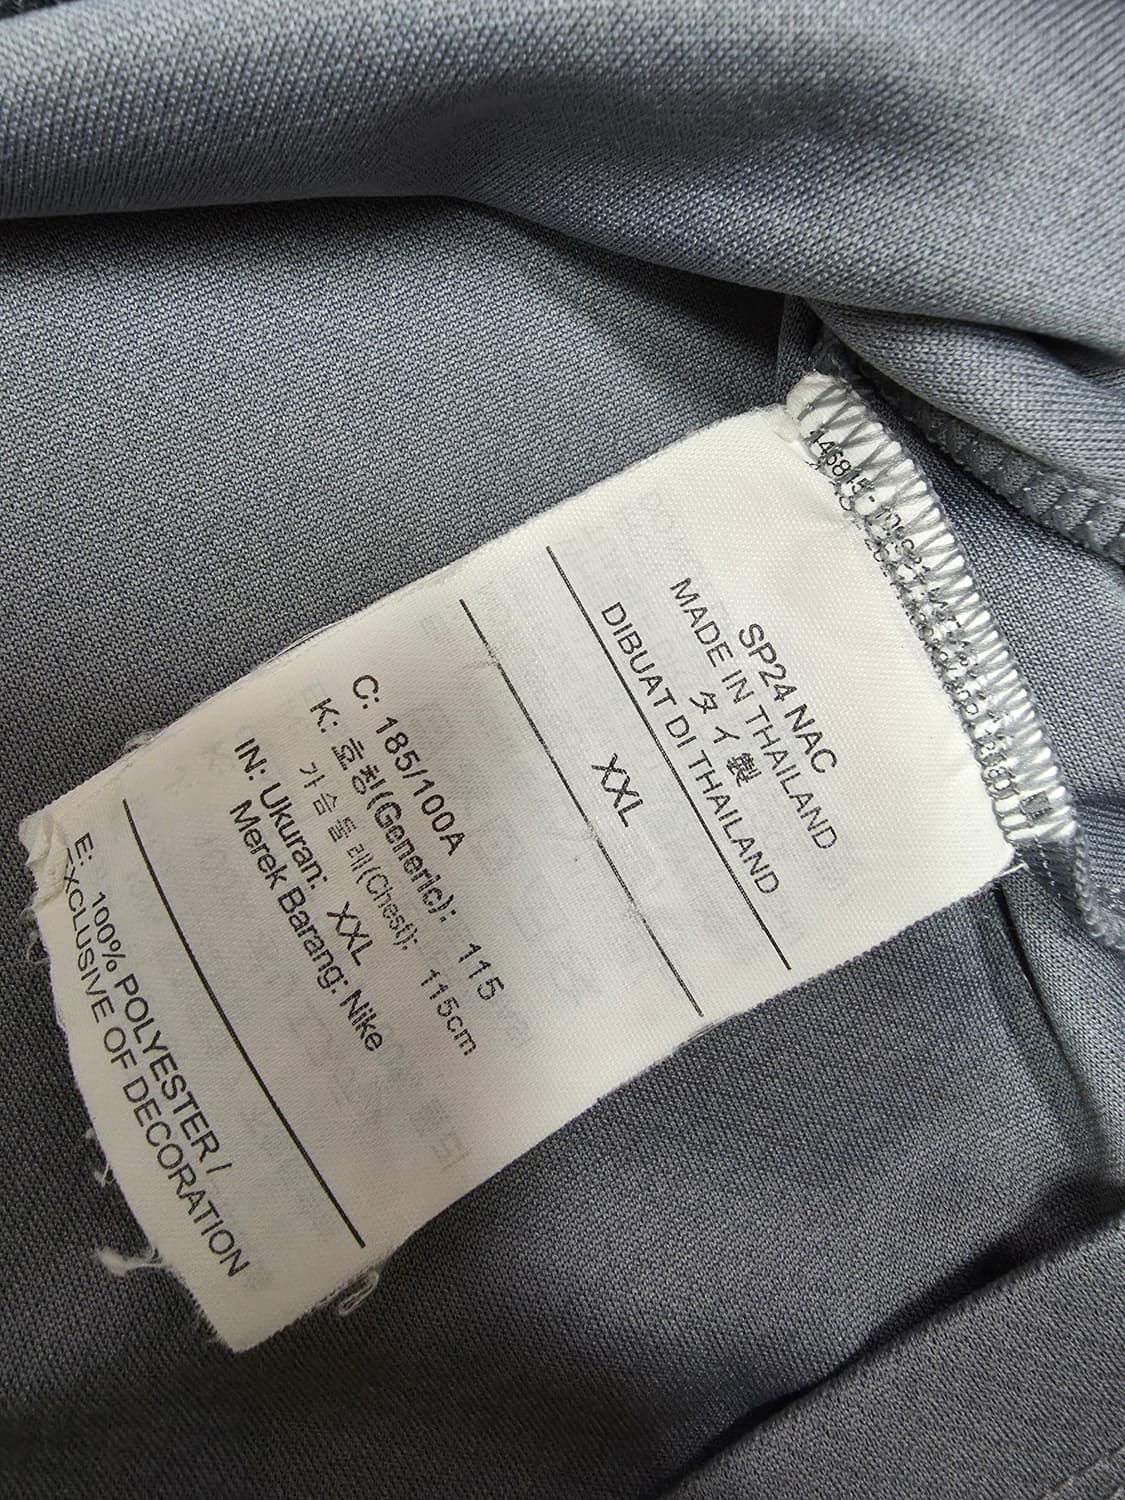 SP24 NAC
MADE IN THAILAND
タイ製
DIBUAT DI THAILAND
XXL
C: 185/100A
K: 호칭(Generic): 115
가슴둘레(Chest): 115cm
IN: Ukuran: XXL
Merek Barang: Nike
E: 100% POLYESTER /
EXCLUSIVE OF DECORATION